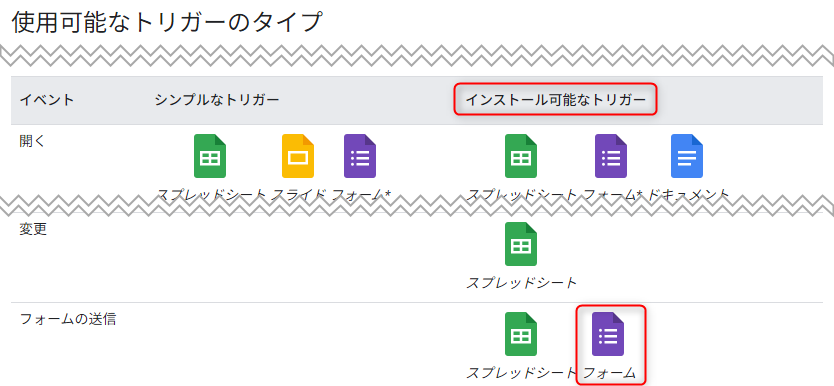 使用可能なトリガーのタイプ
イベント シンプルなトリガー インストール可能なトリガー
開く
スプレッドシート スライド フォーム* スプレッドシート フォーム* ドキュメント
変更
スプレッドシート
フォームの送信
スプレッドシート フォーム